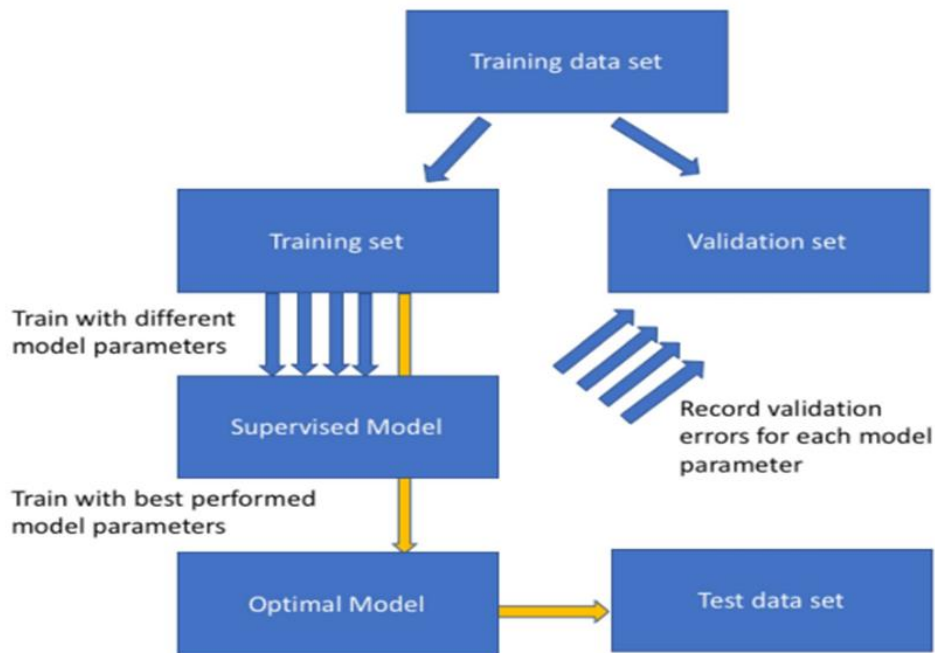 Training data set
Training set
Validation set
Train with different
model parameters
Supervised Model
Record validation
errors for each model
parameter
Train with best performed
model parameters
Optimal Model
Test data set